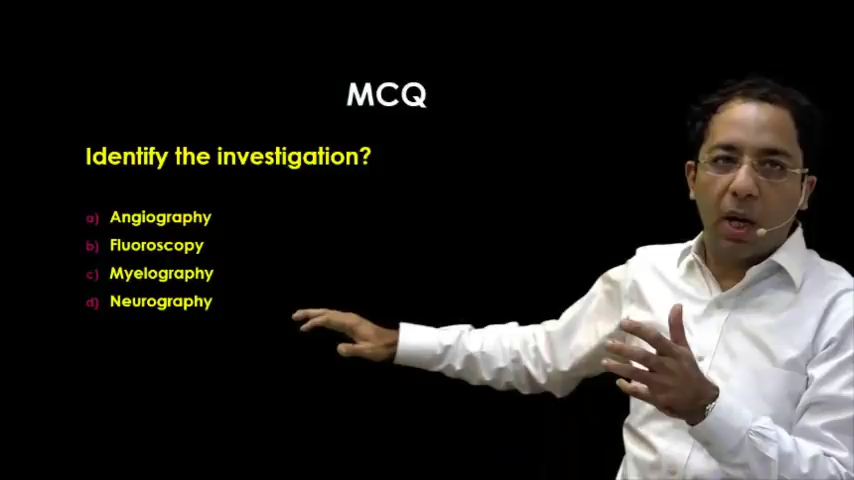 MCQ
Identify the investigation?
a) Angiography
b) Fluoroscopy
c) Myelography
d) Neurography